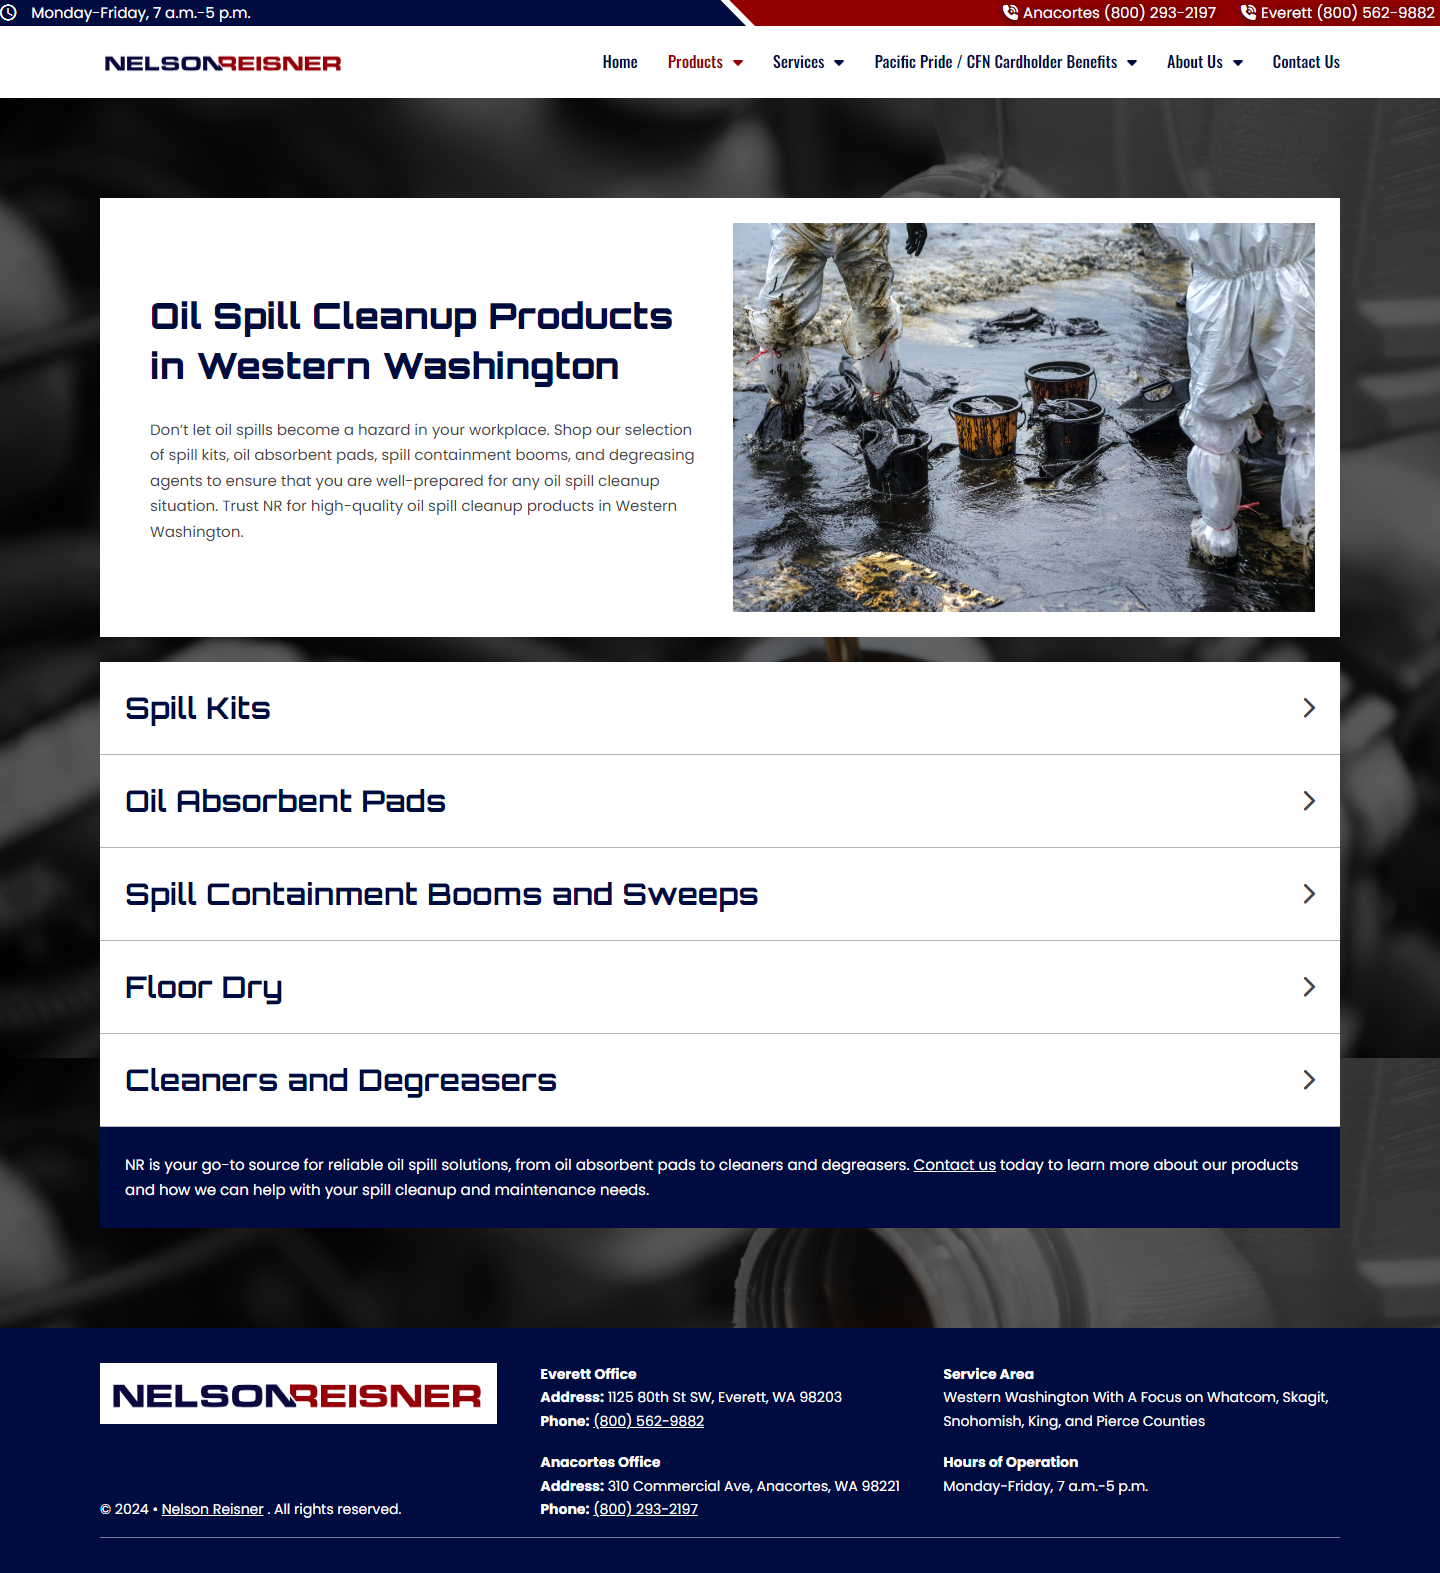 Monday-Friday, 7 a.m.-5 p.m.
Anacortes (800) 293-2197
Everett (800) 562-9882
NELSONREISNER
Home
Products
Services
Pacific Pride / CFN Cardholder Benefits
About Us
Contact Us
Oil Spill Cleanup Products
in Western Washington
Don’t let oil spills become a hazard in your workplace. Shop our selection
of spill kits, oil absorbent pads, spill containment booms, and degreasing
agents to ensure that you are well-prepared for any oil spill cleanup
situation. Trust NR for high-quality oil spill cleanup products in Western
Washington.
Spill Kits
Oil Absorbent Pads
Spill Containment Booms and Sweeps
Floor Dry
Cleaners and Degreasers
NR is your go-to source for reliable oil spill solutions, from oil absorbent pads to cleaners and degreasers. Contact us today to learn more about our products
and how we can help with your spill cleanup and maintenance needs.
NELSONREISNER
© 2024 • Nelson Reisner . All rights reserved.
Everett Office
Address: 1125 80th St SW, Everett, WA 98203
Phone: (800) 562-9882
Anacortes Office
Address: 310 Commercial Ave, Anacortes, WA 98221
Phone: (800) 293-2197
Service Area
Western Washington With A Focus on Whatcom, Skagit,
Snohomish, King, and Pierce Counties
Hours of Operation
Monday-Friday, 7 a.m.-5 p.m.